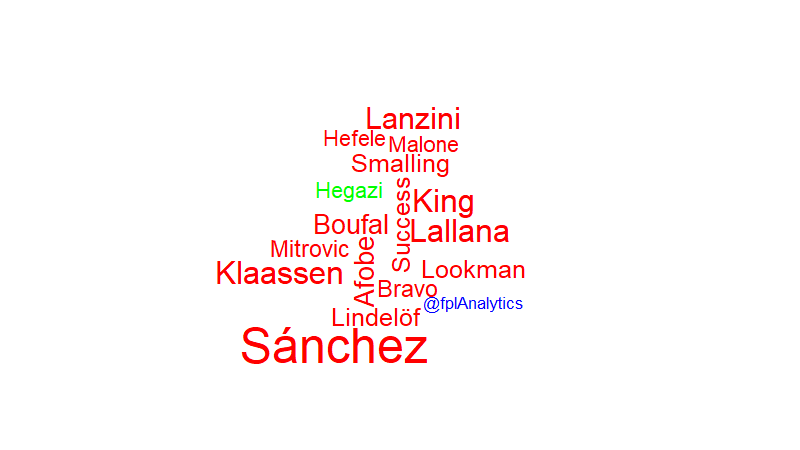 Lanzini
Hefele
Malone
Smalling
Hegazi
Success
King
Boufal
Lallana
Mitrovic
Afobe
Klaassen
Lookman
Bravo
@fplAnalytics
Lindelöf
Sánchez